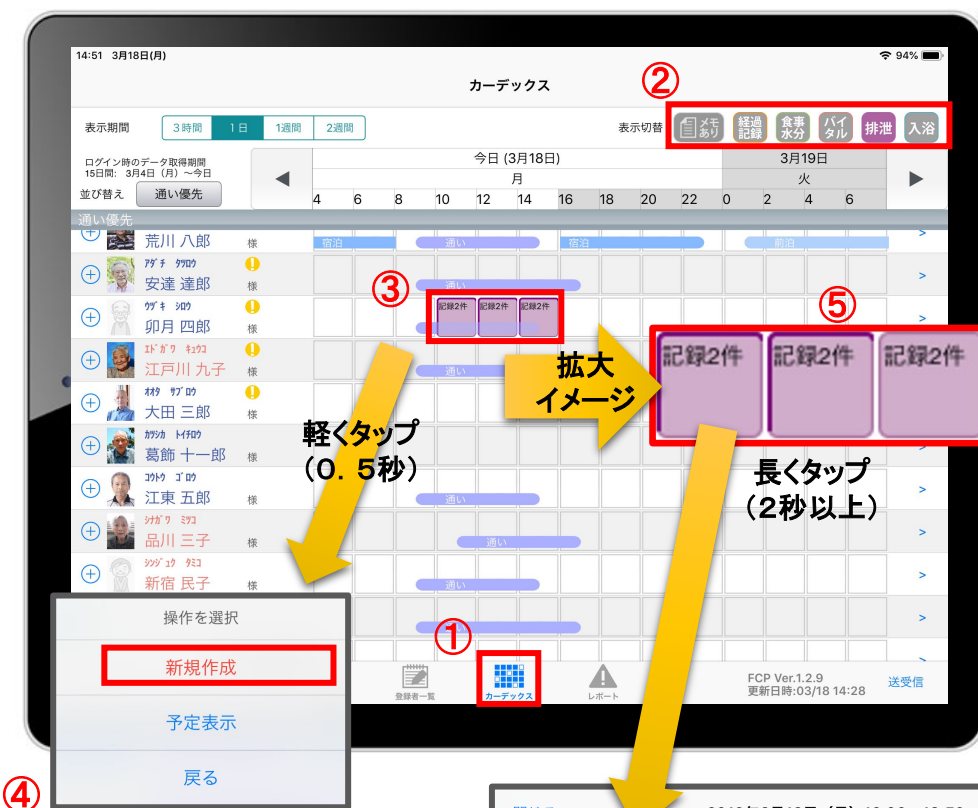 14:51 3月18日(月)
94%
カーデックス
②
表示期間
3時間
1日
1週間
2週間
表示切替
メモあり
経過記録
食事水分
バイタル
排泄
入浴
ログイン時のデータ取得期間
15日間: 3月4日（月）～今日
並び替え
通い優先
今日 (3月18日)
3月19日
月
火
4 6 8 10 12 14 16 18 20 22 0 2 4 6
通い優先
荒川 八郎 様
宿泊 通い 宿泊 前泊
ｱﾀﾞﾁ ﾀﾂﾛｳ
安達 達郎 様
通い
③
⑤
ｳﾂﾞｷ ｼﾛｳ
卯月 四郎 様
記録2件 記録2件 記録2件
記録2件 記録2件 記録2件
ｴﾄﾞｶﾞﾜ ｷｭｳｺ
江戸川 九子 様
通い
拡大
イメージ
ｵｵﾀ ｻﾌﾞﾛｳ
大田 三郎 様
軽くタップ
（０．５秒）
ｶﾂｼｶ ﾄｲﾁﾛｳ
葛飾 十一郎 様
長くタップ
（２秒以上）
ｺｳﾄｳ ｺﾞﾛｳ
江東 五郎 様
通い
ｼﾅｶﾞﾜ ﾐﾂｺ
品川 三子 様
通い
ｼﾝｼﾞｭｸ ﾀﾐｺ
新宿 民子 様
通い
操作を選択
新規作成
予定表示
戻る
④
①
登録者一覧
カーデックス
レポート
FCP Ver.1.2.9
更新日時:03/18 14:28
送受信